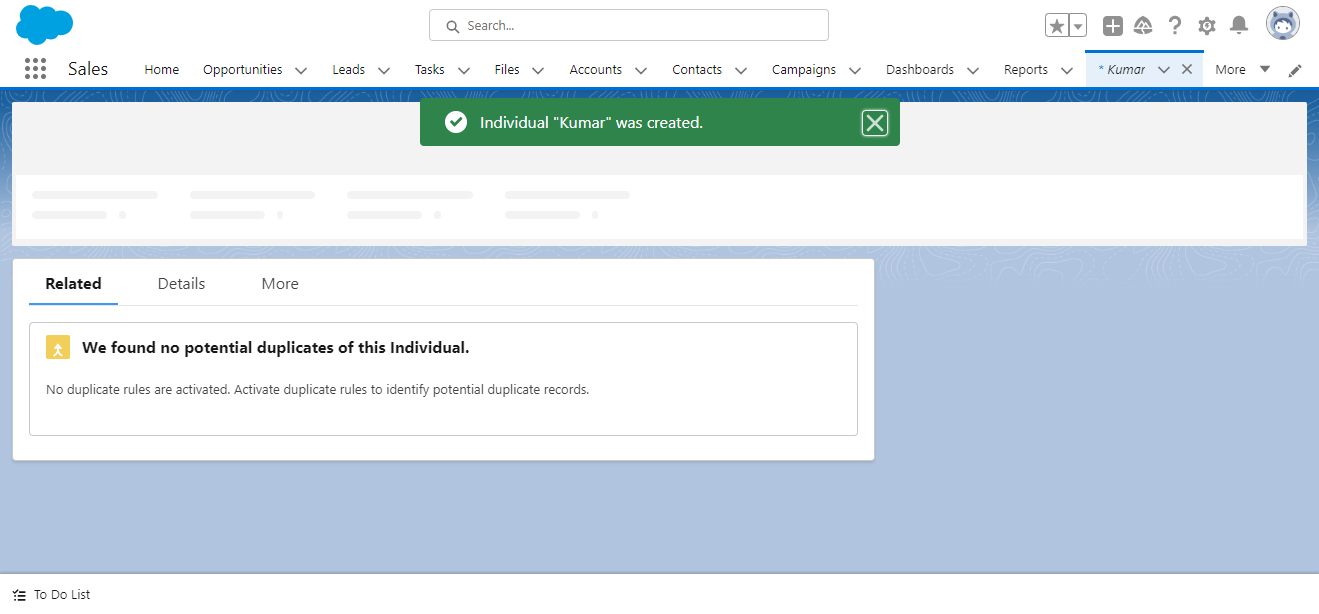 Search...
Sales
Home
Opportunities
Leads
Tasks
Files
Accounts
Contacts
Campaigns
Dashboards
Reports
* Kumar
More
Individual "Kumar" was created.
Related
Details
More
We found no potential duplicates of this Individual.
No duplicate rules are activated. Activate duplicate rules to identify potential duplicate records.
To Do List